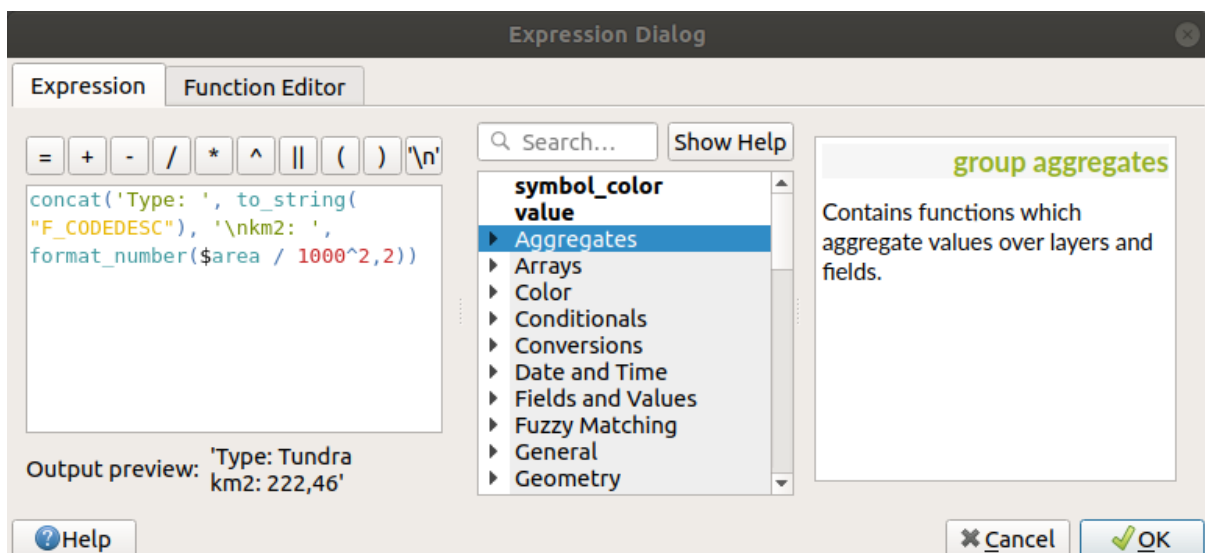 Expression Dialog
Expression
Function Editor
= + - / * ^ || ( ) '\n'
concat('Type: ', to_string(
"F_CODEDESC"), '\nkm2: ',
format_number($area / 1000^2,2))
Output preview: 'Type: Tundra
km2: 222,46'
Search...
Show Help
symbol_color
value
Aggregates
Arrays
Color
Conditionals
Conversions
Date and Time
Fields and Values
Fuzzy Matching
General
Geometry
group aggregates
Contains functions which
aggregate values over layers and
fields.
Help
Cancel
OK